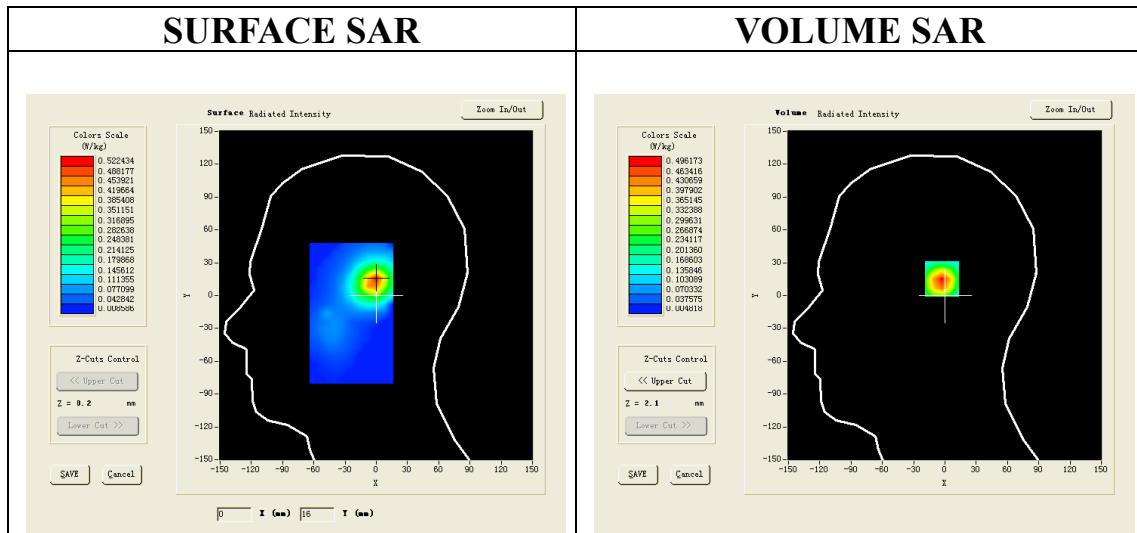 SURFACE SAR
VOLUME SAR
Surface Radiated Intensity
Zoom In/Out
Colors Scale
(W/kg)
0.522434
0.488177
0.453921
0.419664
0.385408
0.351151
0.316895
0.282638
0.248381
0.214125
0.179868
0.145612
0.111355
0.077099
0.042842
0.008586
150
120
90
60
30
0
-30
-60
-90
-120
-150
Y
-150 -120 -90 -60 -30 0 30 60 90 120 150
X
Z-Cuts Control
<< Upper Cut
Z = 0.2 mm
Lower Cut >>
SAVE Cancel
0 X (mm) 16 Y (mm)
Volume Radiated Intensity
Zoom In/Out
Colors Scale
(W/kg)
0.496173
0.463416
0.430659
0.397902
0.365145
0.332388
0.299631
0.266874
0.234117
0.201360
0.168603
0.135846
0.103089
0.070332
0.037575
0.004818
150
120
90
60
30
0
-30
-60
-90
-120
-150
Y
-150 -120 -90 -60 -30 0 30 60 90 120 150
X
Z-Cuts Control
<< Upper Cut
Z = 2.1 mm
Lower Cut >>
SAVE Cancel